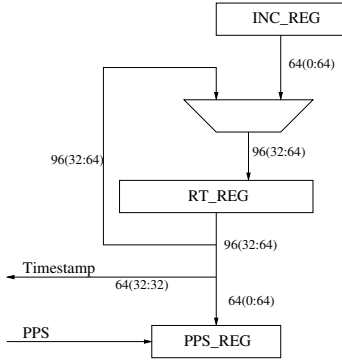 INC_REG
64(0:64)
96(32:64)
96(32:64)
RT_REG
96(32:64)
Timestamp
64(32:32)
64(0:64)
PPS
PPS_REG